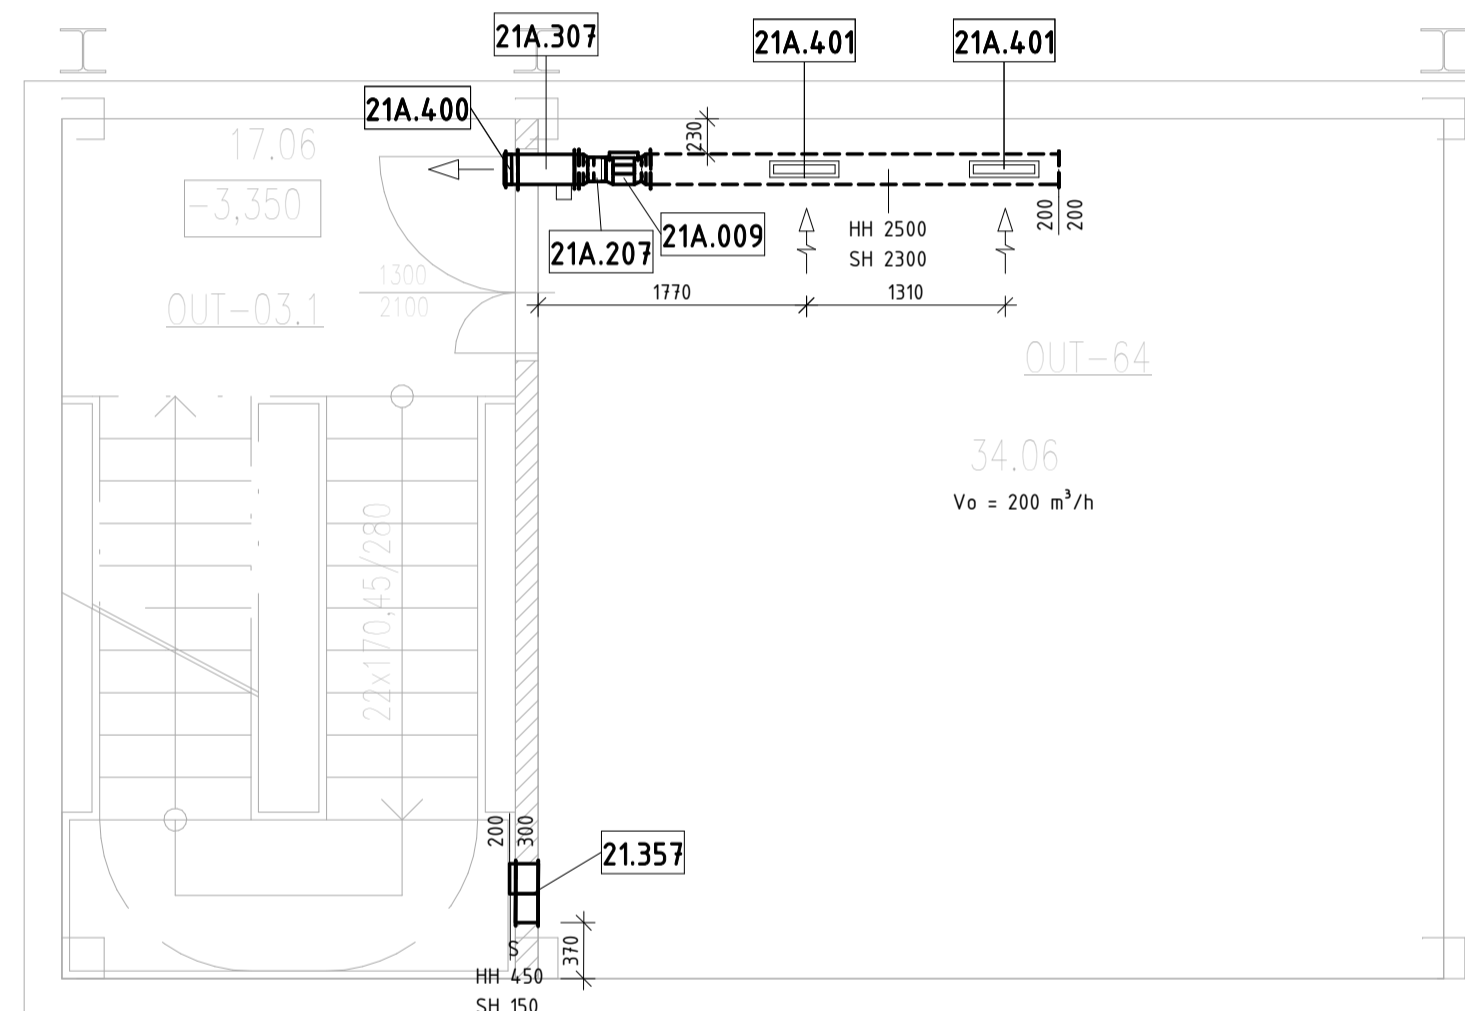 21A.307
21A.401
21A.401
21A.400
17.06
-3,350
230
21A.207
21A.009
HH 2500
SH 2300
200
200
1300
2100
1770
1310
OUT-03.1
OUT-64
34.06
Vo = 200 m³/h
22x170,45/280
200
300
21.357
S
HH 450
SH 150
370